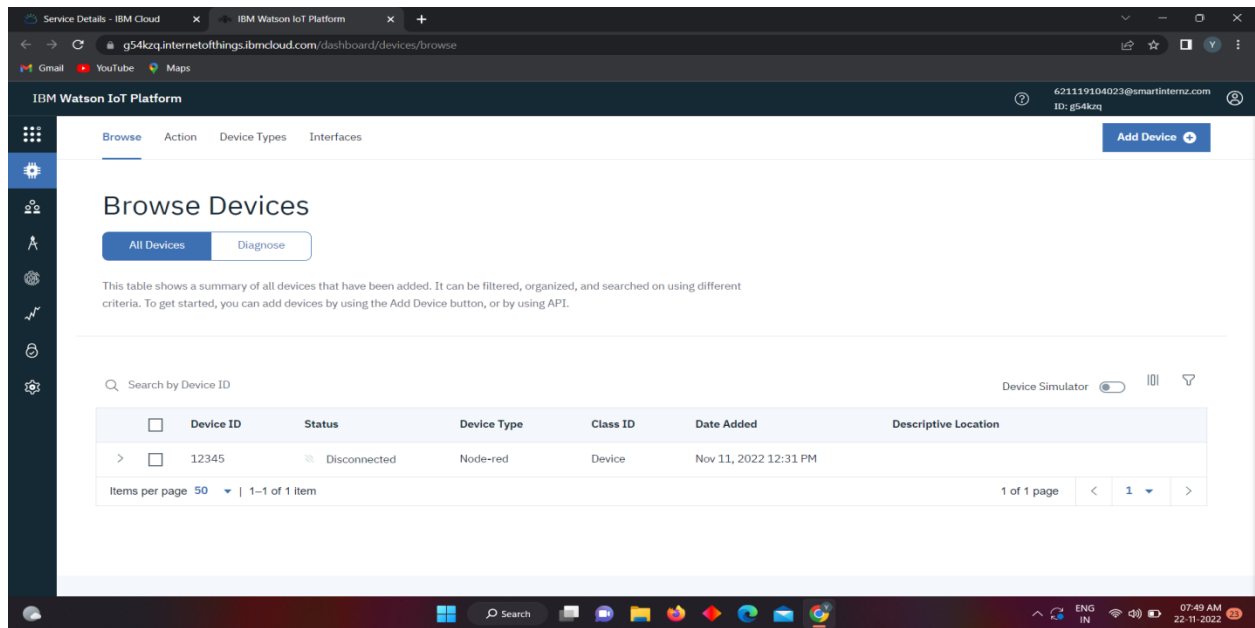 Service Details - IBM Cloud
IBM Watson IoT Platform
g54kzq.internetofthings.ibmcloud.com/dashboard/devices/browse
Y
Gmail YouTube Maps
IBM Watson IoT Platform
621119104023@smartinternz.com
ID: g54kzq
Browse Action Device Types Interfaces
Add Device
Browse Devices
All Devices Diagnose
This table shows a summary of all devices that have been added. It can be filtered, organized, and searched on using different
criteria. To get started, you can add devices by using the Add Device button, or by using API.
Search by Device ID
Device Simulator
Device ID Status Device Type Class ID Date Added Descriptive Location
12345 Disconnected Node-red Device Nov 11, 2022 12:31 PM
Items per page 50 | 1–1 of 1 item
1 of 1 page < 1 >
Search
ENG
IN
07:49 AM
22-11-2022
23